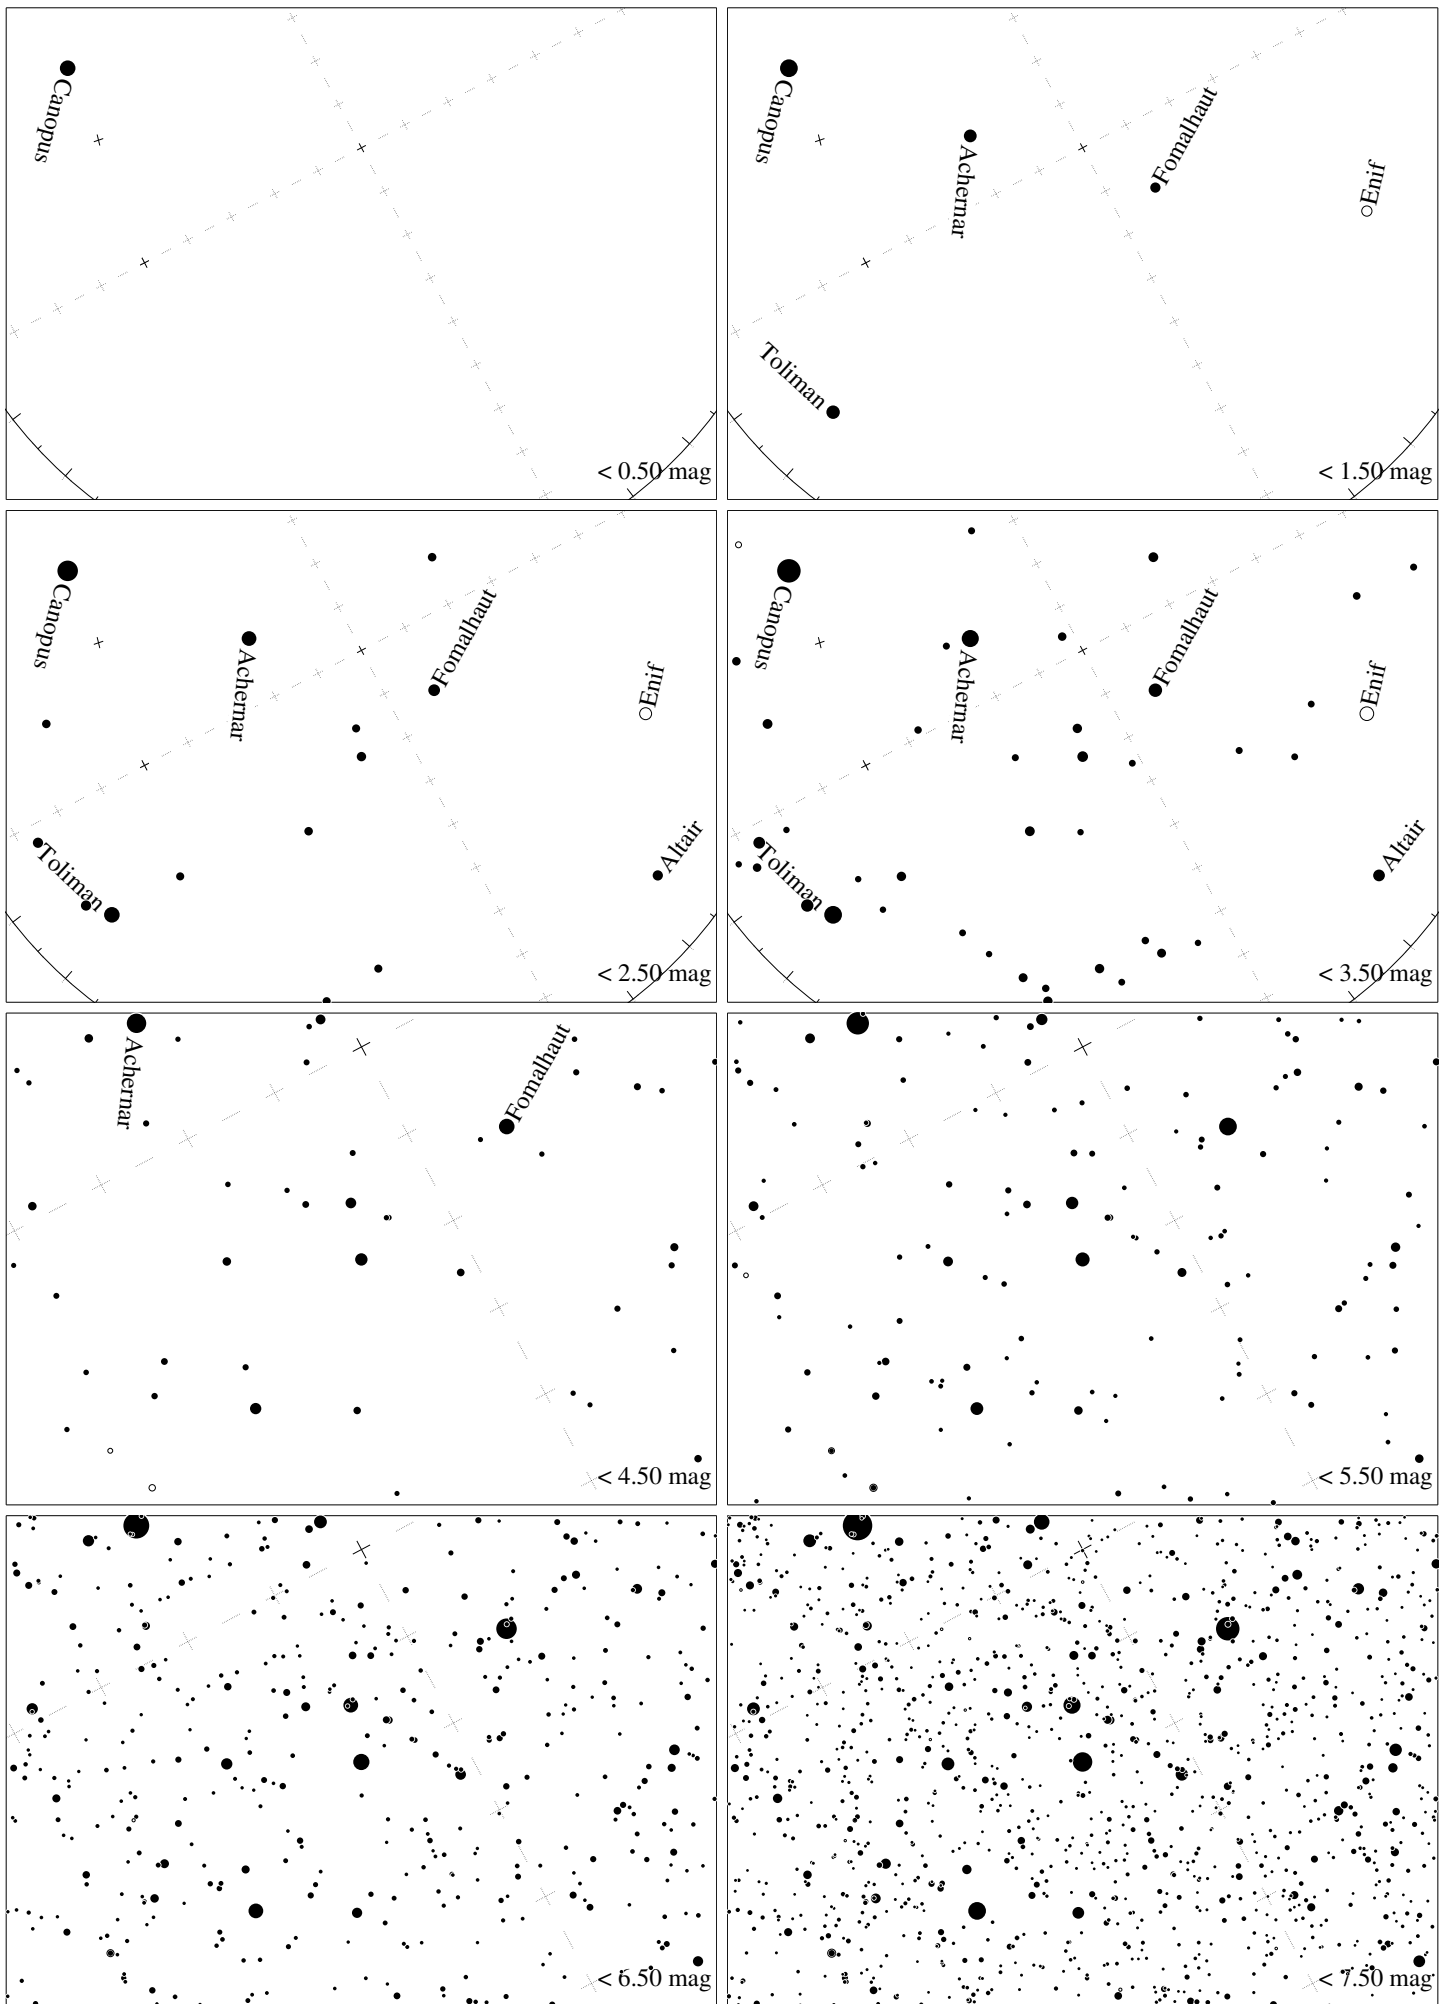 Canopus
< 0.50 mag
Canopus
Achernar
Fomalhaut
Enif
Toliman
< 1.50 mag
Canopus
Achernar
Fomalhaut
Enif
Toliman
Altair
< 2.50 mag
Canopus
Achernar
Fomalhaut
Enif
Toliman
Altair
< 3.50 mag
Achernar
Fomalhaut
< 4.50 mag
< 5.50 mag
< 6.50 mag
< 7.50 mag